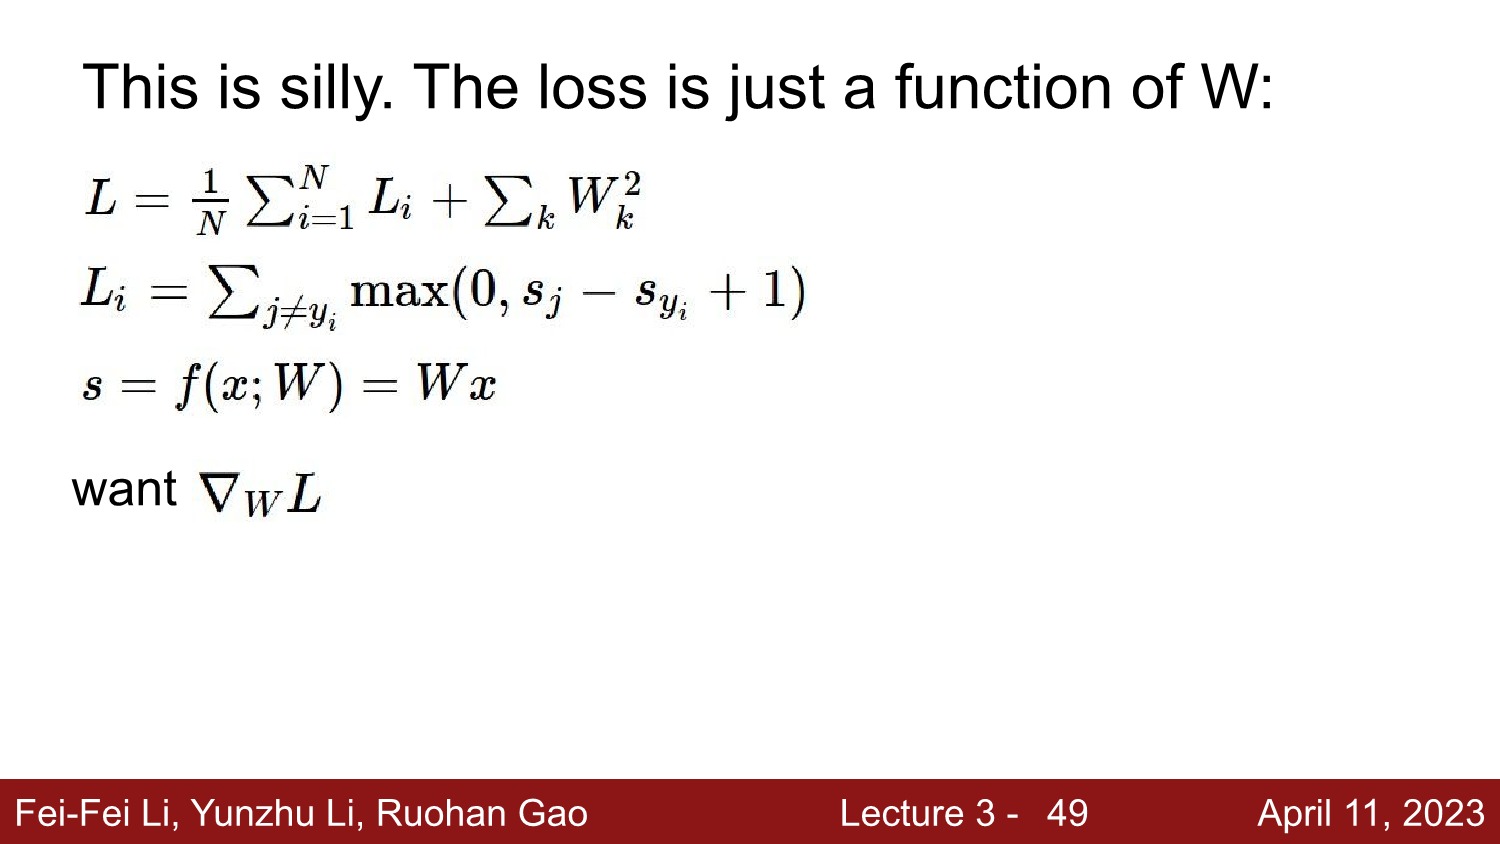 This is silly. The loss is just a function of W:
L = \frac{1}{N} \sum_{i=1}^{N} L_i + \sum_k W_k^2
L_i = \sum_{j \neq y_i} \max(0, s_j - s_{y_i} + 1)
s = f(x; W) = Wx
want \nabla_W L
Fei-Fei Li, Yunzhu Li, Ruohan Gao Lecture 3 - 49 April 11, 2023